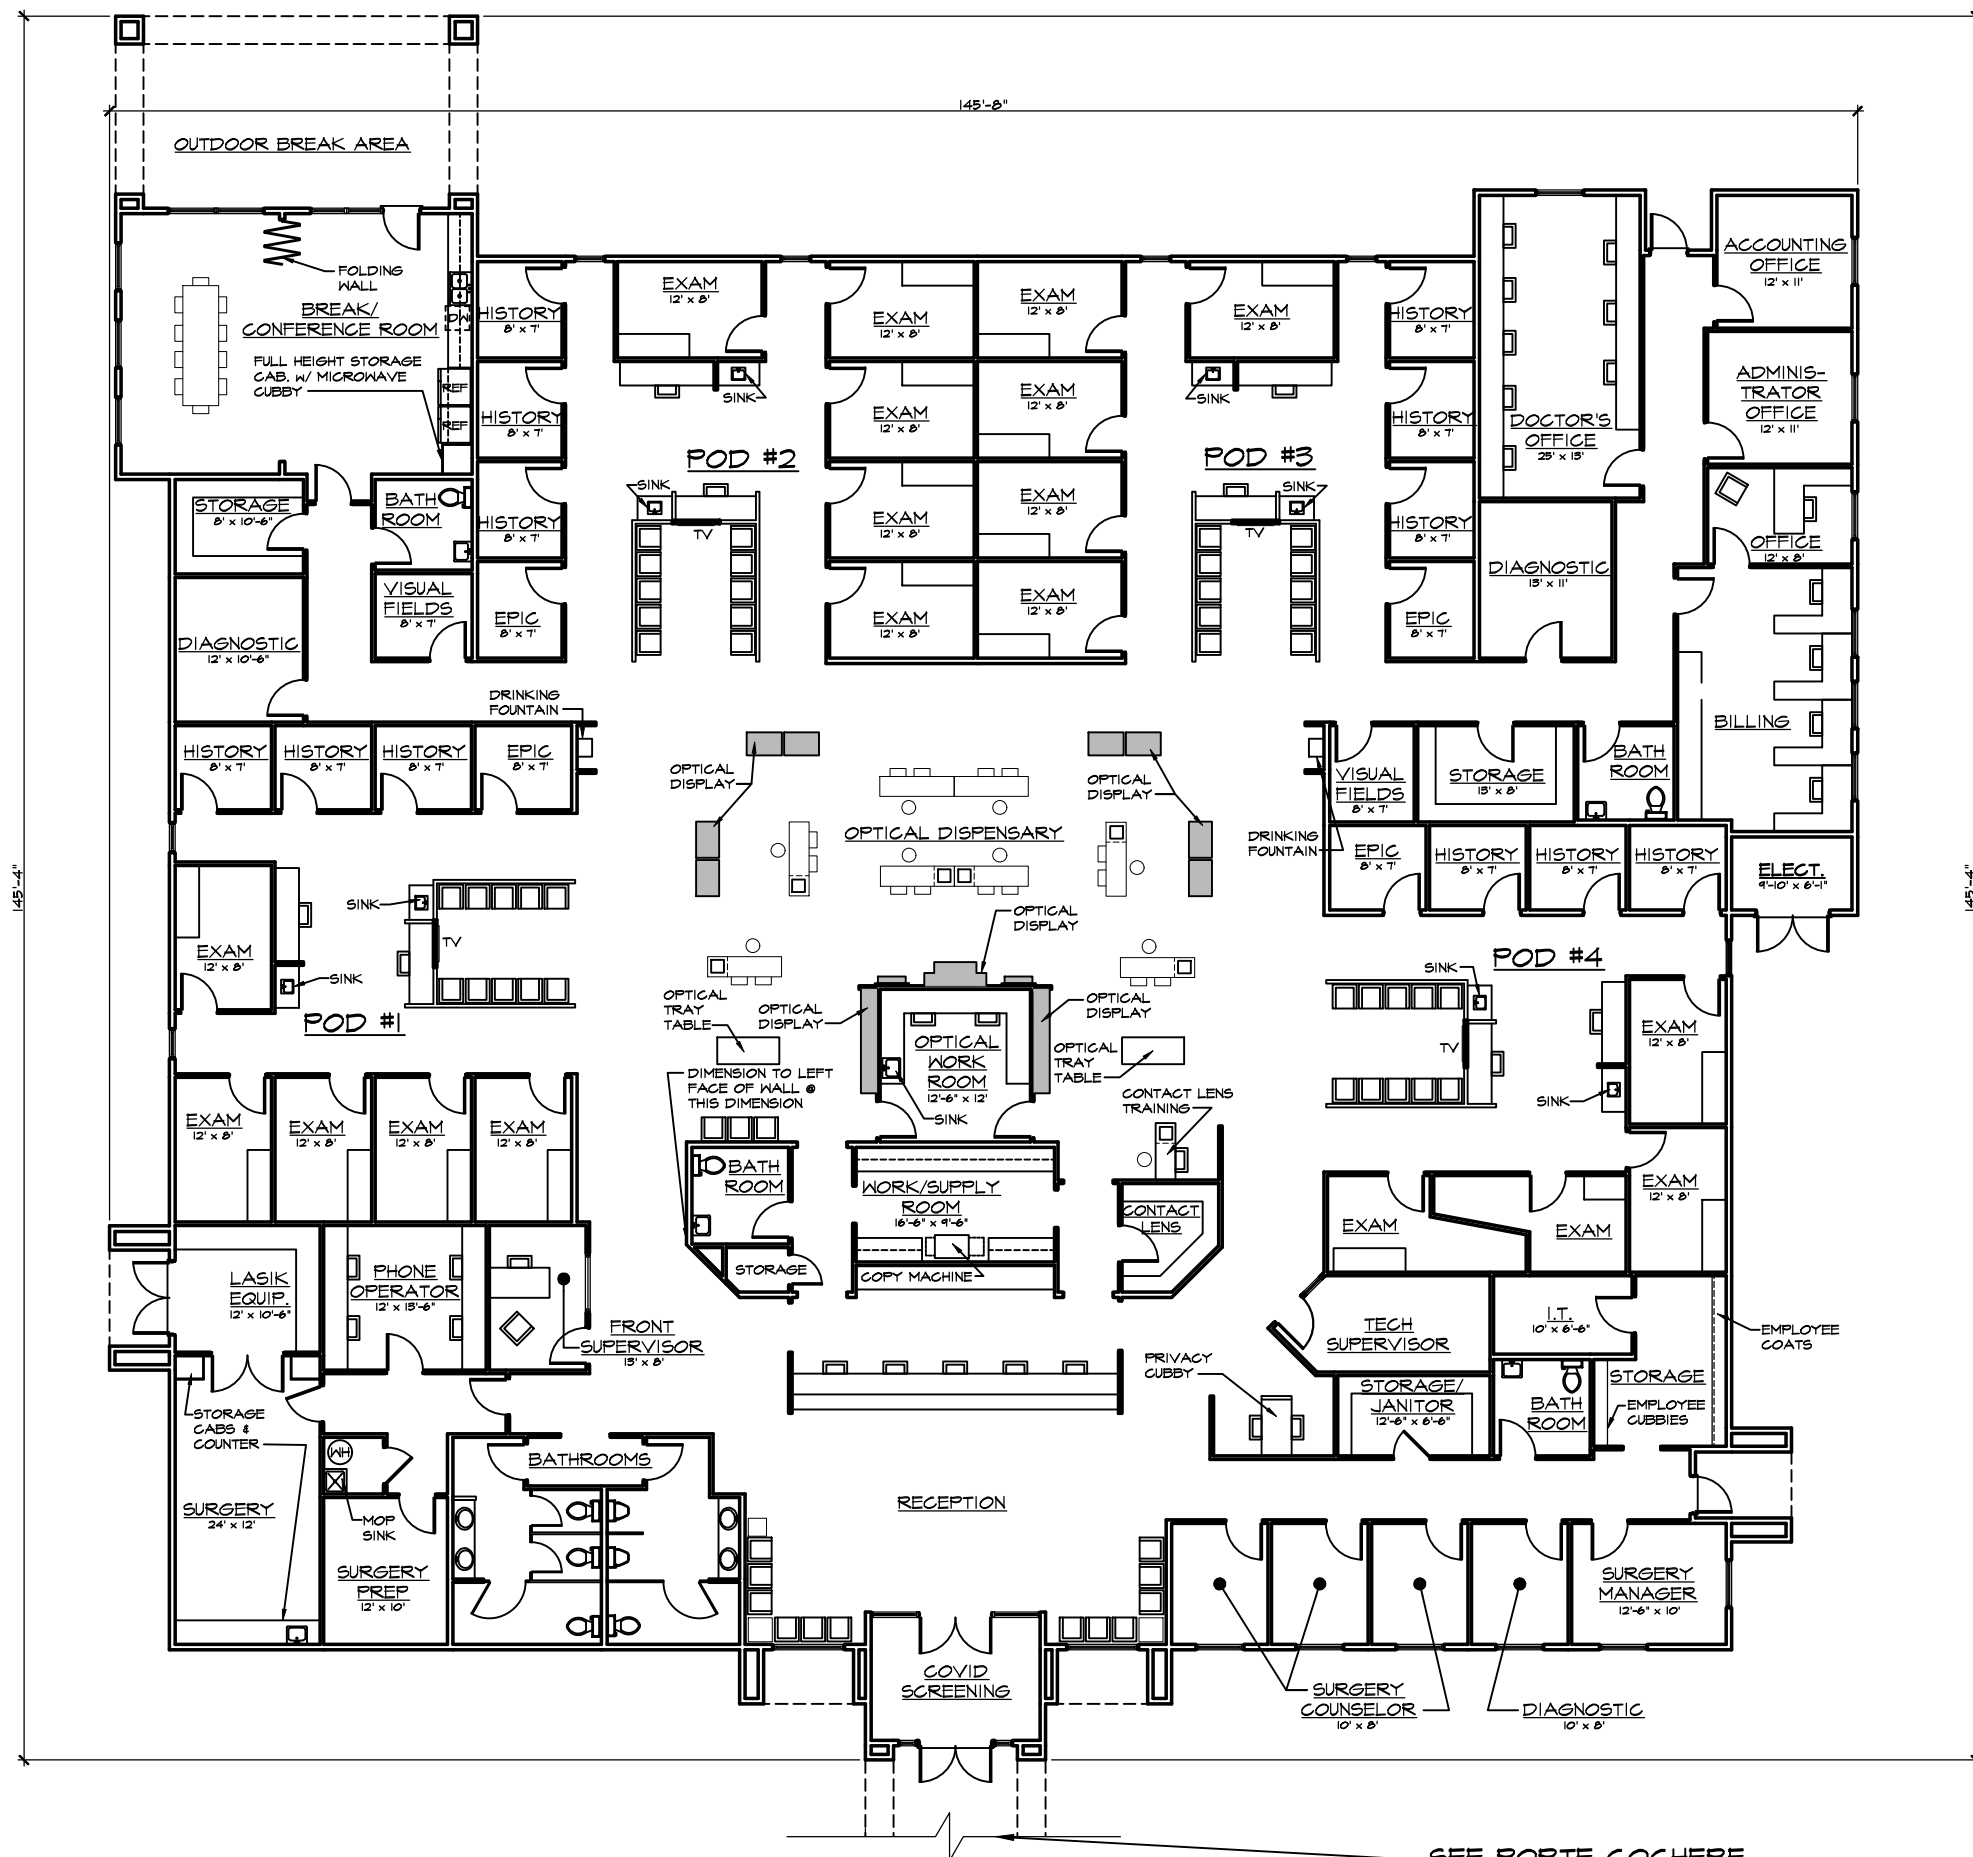 145'-8"
OUTDOOR BREAK AREA
FOLDING
WALL
BREAK/
CONFERENCE ROOM
FULL HEIGHT STORAGE
CAB. W/ MICROWAVE
CUBBY
DW
REF
REF
HISTORY
8' x 7'
HISTORY
8' x 7'
HISTORY
8' x 7'
EPIC
8' x 7'
EXAM
12' x 8'
SINK
POD #2
SINK
TV
EXAM
12' x 8'
EXAM
12' x 8'
EXAM
12' x 8'
EXAM
12' x 8'
EXAM
12' x 8'
EXAM
12' x 8'
EXAM
12' x 8'
EXAM
12' x 8'
EXAM
12' x 8'
SINK
POD #3
SINK
TV
HISTORY
8' x 7'
HISTORY
8' x 7'
HISTORY
8' x 7'
EPIC
8' x 7'
DOCTOR'S
OFFICE
25' x 13'
DIAGNOSTIC
13' x 11'
ACCOUNTING
OFFICE
12' x 11'
ADMINIS-
TRATOR
OFFICE
12' x 11'
OFFICE
12' x 8'
BILLING
STORAGE
8' x 10'-6"
BATH
ROOM
VISUAL
FIELDS
8' x 7'
DIAGNOSTIC
12' x 10'-6"
DRINKING
FOUNTAIN
HISTORY
8' x 7'
HISTORY
8' x 7'
HISTORY
8' x 7'
EPIC
8' x 7'
OPTICAL
DISPLAY
OPTICAL
DISPLAY
OPTICAL DISPENSARY
VISUAL
FIELDS
8' x 7'
STORAGE
13' x 8'
BATH
ROOM
DRINKING
FOUNTAIN
EPIC
8' x 7'
HISTORY
8' x 7'
HISTORY
8' x 7'
HISTORY
8' x 7'
ELECT.
9'-10' x 6'-1"
145'-4"
145'-4"
EXAM
12' x 8'
SINK
SINK
TV
POD #1
OPTICAL
DISPLAY
OPTICAL
TRAY
TABLE
OPTICAL
DISPLAY
OPTICAL
DISPLAY
OPTICAL
WORK
ROOM
12'-6" x 12'
SINK
OPTICAL
TRAY
TABLE
DIMENSION TO LEFT
FACE OF WALL @
THIS DIMENSION
CONTACT LENS
TRAINING
POD #4
SINK
TV
SINK
EXAM
12' x 8'
EXAM
12' x 8'
EXAM
EXAM
EXAM
12' x 8'
EXAM
12' x 8'
EXAM
12' x 8'
EXAM
12' x 8'
BATH
ROOM
STORAGE
WORK/SUPPLY
ROOM
16'-6" x 9'-6"
COPY MACHINE
CONTACT
LENS
LASIK
EQUIP.
12' x 10'-6"
PHONE
OPERATOR
12' x 13'-6"
FRONT
SUPERVISOR
13' x 8'
TECH
SUPERVISOR
I.T.
10' x 6'-6"
EMPLOYEE
COATS
PRIVACY
CUBBY
STORAGE/
JANITOR
12'-6" x 6'-6"
BATH
ROOM
STORAGE
EMPLOYEE
CUBBIES
STORAGE
CABS &
COUNTER
WH
MOP
SINK
BATHROOMS
SURGERY
24' x 12'
SURGERY
PREP
12' x 10'
RECEPTION
COVID
SCREENING
SURGERY
MANAGER
12'-6" x 10'
SURGERY
COUNSELOR
10' x 8'
DIAGNOSTIC
10' x 8'
SEE PORTE COCHERE